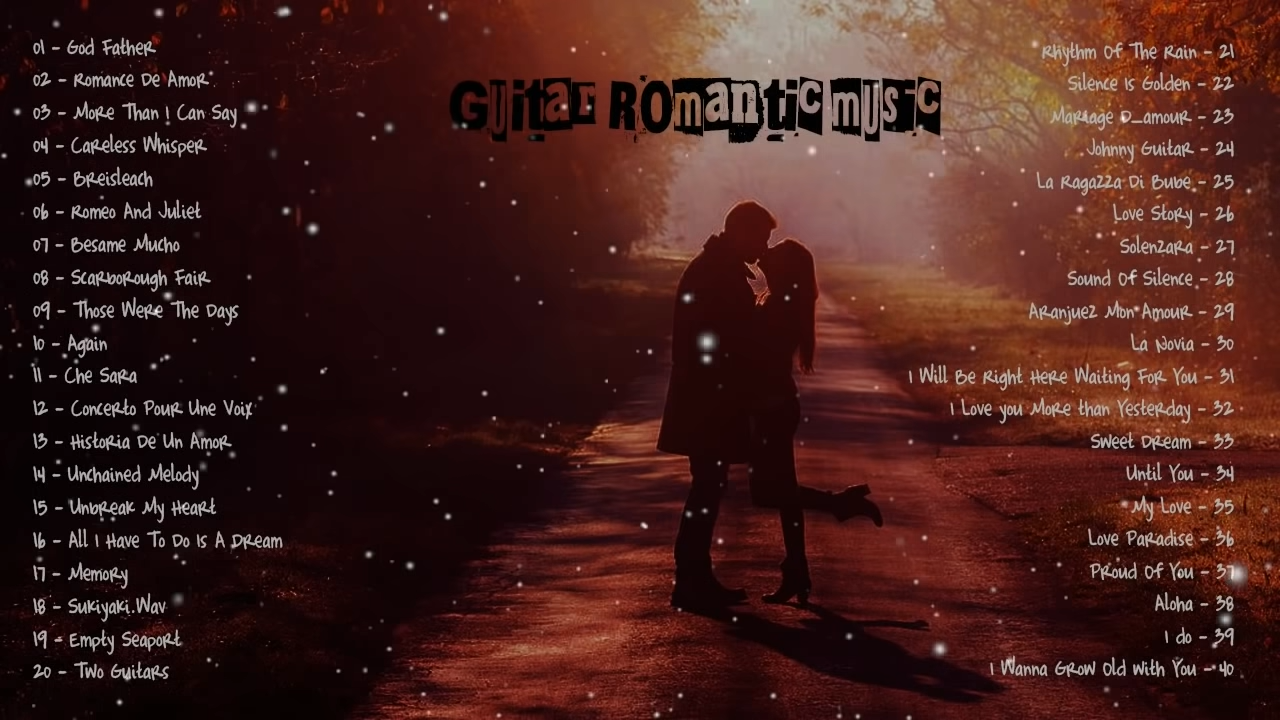 Guitar Romantic music
01 - God Father
02 - Romance De Amor
03 - More Than I Can Say
04 - Careless Whisper
05 - Breisleach
06 - Romeo And Juliet
07 - Besame Mucho
08 - Scarborough Fair
09 - Those Were The Days
10 - Again
11 - Che Sara
12 - Concerto Pour Une Voix
13 - Historia De Un Amor
14 - Unchained Melody
15 - Unbreak My Heart
16 - All I Have To Do Is A Dream
17 - Memory
18 - Sukiyaki.Wav
19 - Empty Seaport
20 - Two Guitars
Rhythm Of The Rain - 21
Silence Is Golden - 22
Mariage D_amour - 23
Johnny Guitar - 24
La Ragazza Di Bube - 25
Love Story - 26
Solenzara - 27
Sound Of Silence - 28
Aranjuez Mon Amour - 29
La Novia - 30
I Will Be Right Here Waiting For You - 31
I Love you More than Yesterday - 32
Sweet Dream - 33
Until You - 34
My Love - 35
Love Paradise - 36
Proud Of You - 37
Aloha - 38
I do - 39
I Wanna Grow Old With You - 40